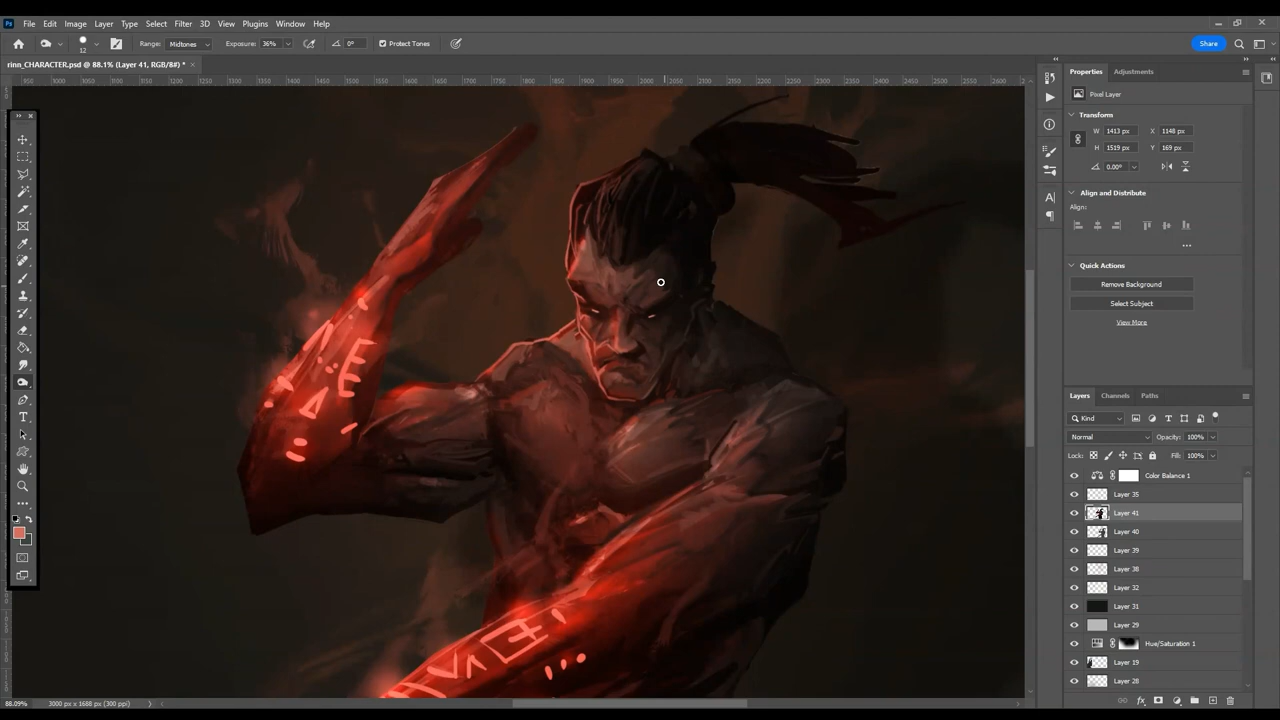 Ps File Edit Image Layer Type Select Filter 3D View Plugins Window Help
12 Range: Midtones Exposure: 36% 0° Protect Tones Share
rinn_CHARACTER.psd @ 88.1% (Layer 41, RGB/8#) *
Properties Adjustments
Pixel Layer
Transform
W 1413 px X 1148 px
H 1519 px Y 169 px
0.00°
Align and Distribute
Align:
Quick Actions
Remove Background
Select Subject
View More
Layers Channels Paths
Kind
Normal Opacity: 100%
Lock: Fill: 100%
Color Balance 1
Layer 35
Layer 41
Layer 40
Layer 39
Layer 38
Layer 32
Layer 31
Layer 29
Hue/Saturation 1
Layer 19
Layer 28
88.09% 3000 px x 1688 px (300 ppi)